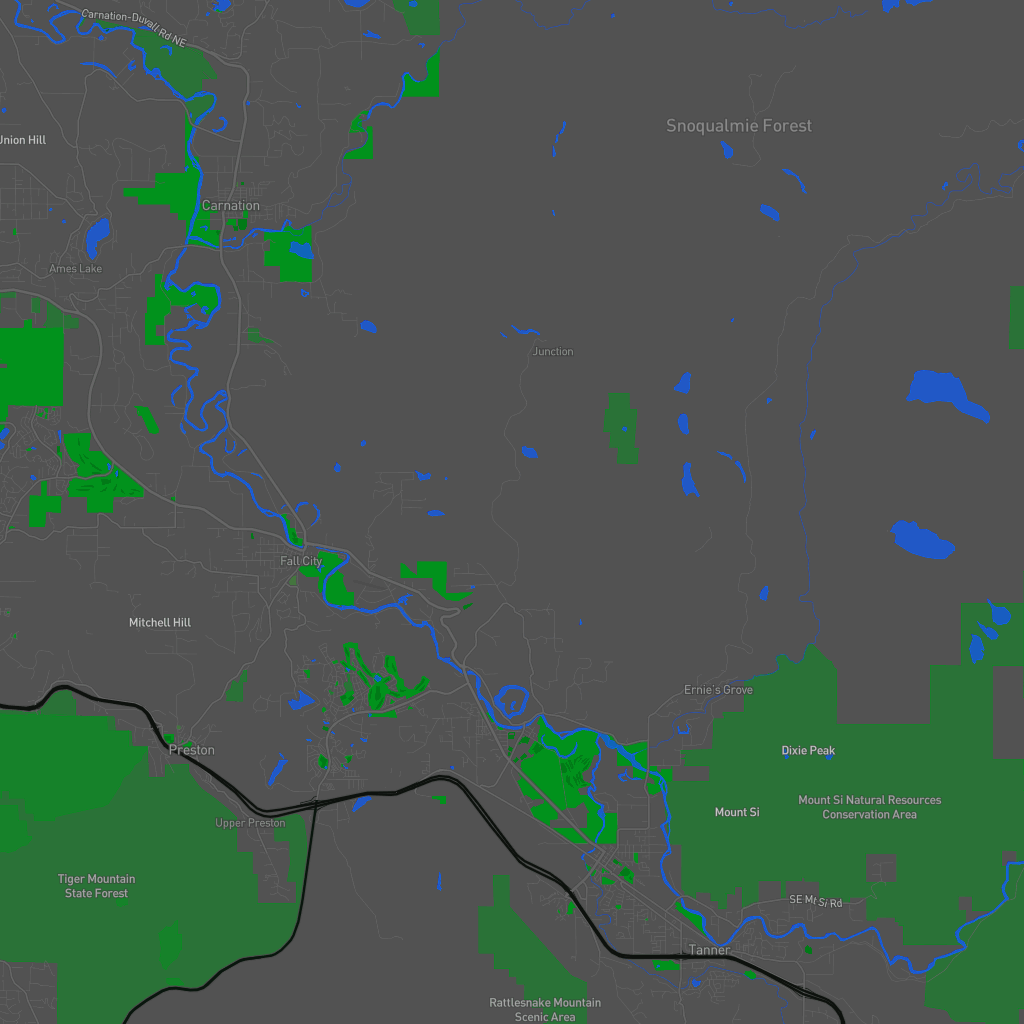 Carnation-Duvall Rd NE
Snoqualmie Forest
Union Hill
Carnation
Ames Lake
Junction
Fall City
Mitchell Hill
Ernie's Grove
Preston
Dixie Peak
Mount Si Natural Resources
Conservation Area
Mount Si
Upper Preston
Tiger Mountain
State Forest
SE Mt Si Rd
Tanner
Rattlesnake Mountain
Scenic Area